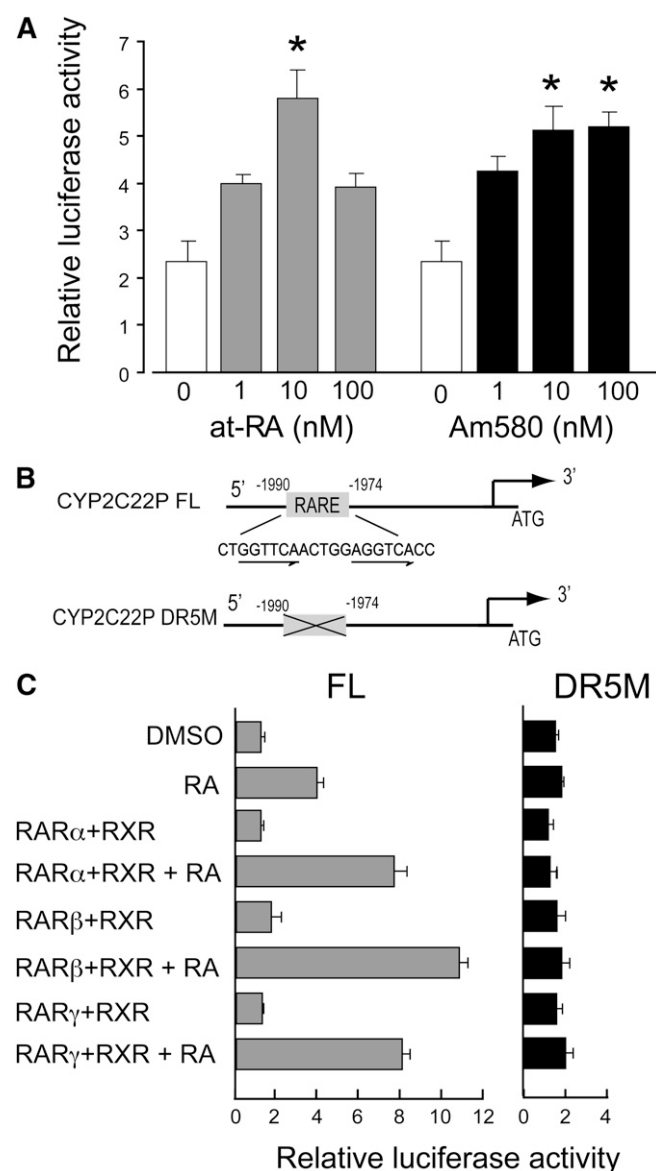 A
Relative luciferase activity
7
6
5
4
3
2
1
0
* * *
0 1 10 100 0 1 10 100
at-RA (nM) Am580 (nM)
B
CYP2C22P FL
5' -1990 RARE -1974 3'
ATG
CTGGTTCAACTGGAGGTCACC
CYP2C22P DR5M
5' -1990 -1974 3'
ATG
C
FL DR5M
DMSO
RA
RARα+RXR
RARα+RXR + RA
RARβ+RXR
RARβ+RXR + RA
RARγ+RXR
RARγ+RXR + RA
0 2 4 8 10 12 0 2 4
Relative luciferase activity